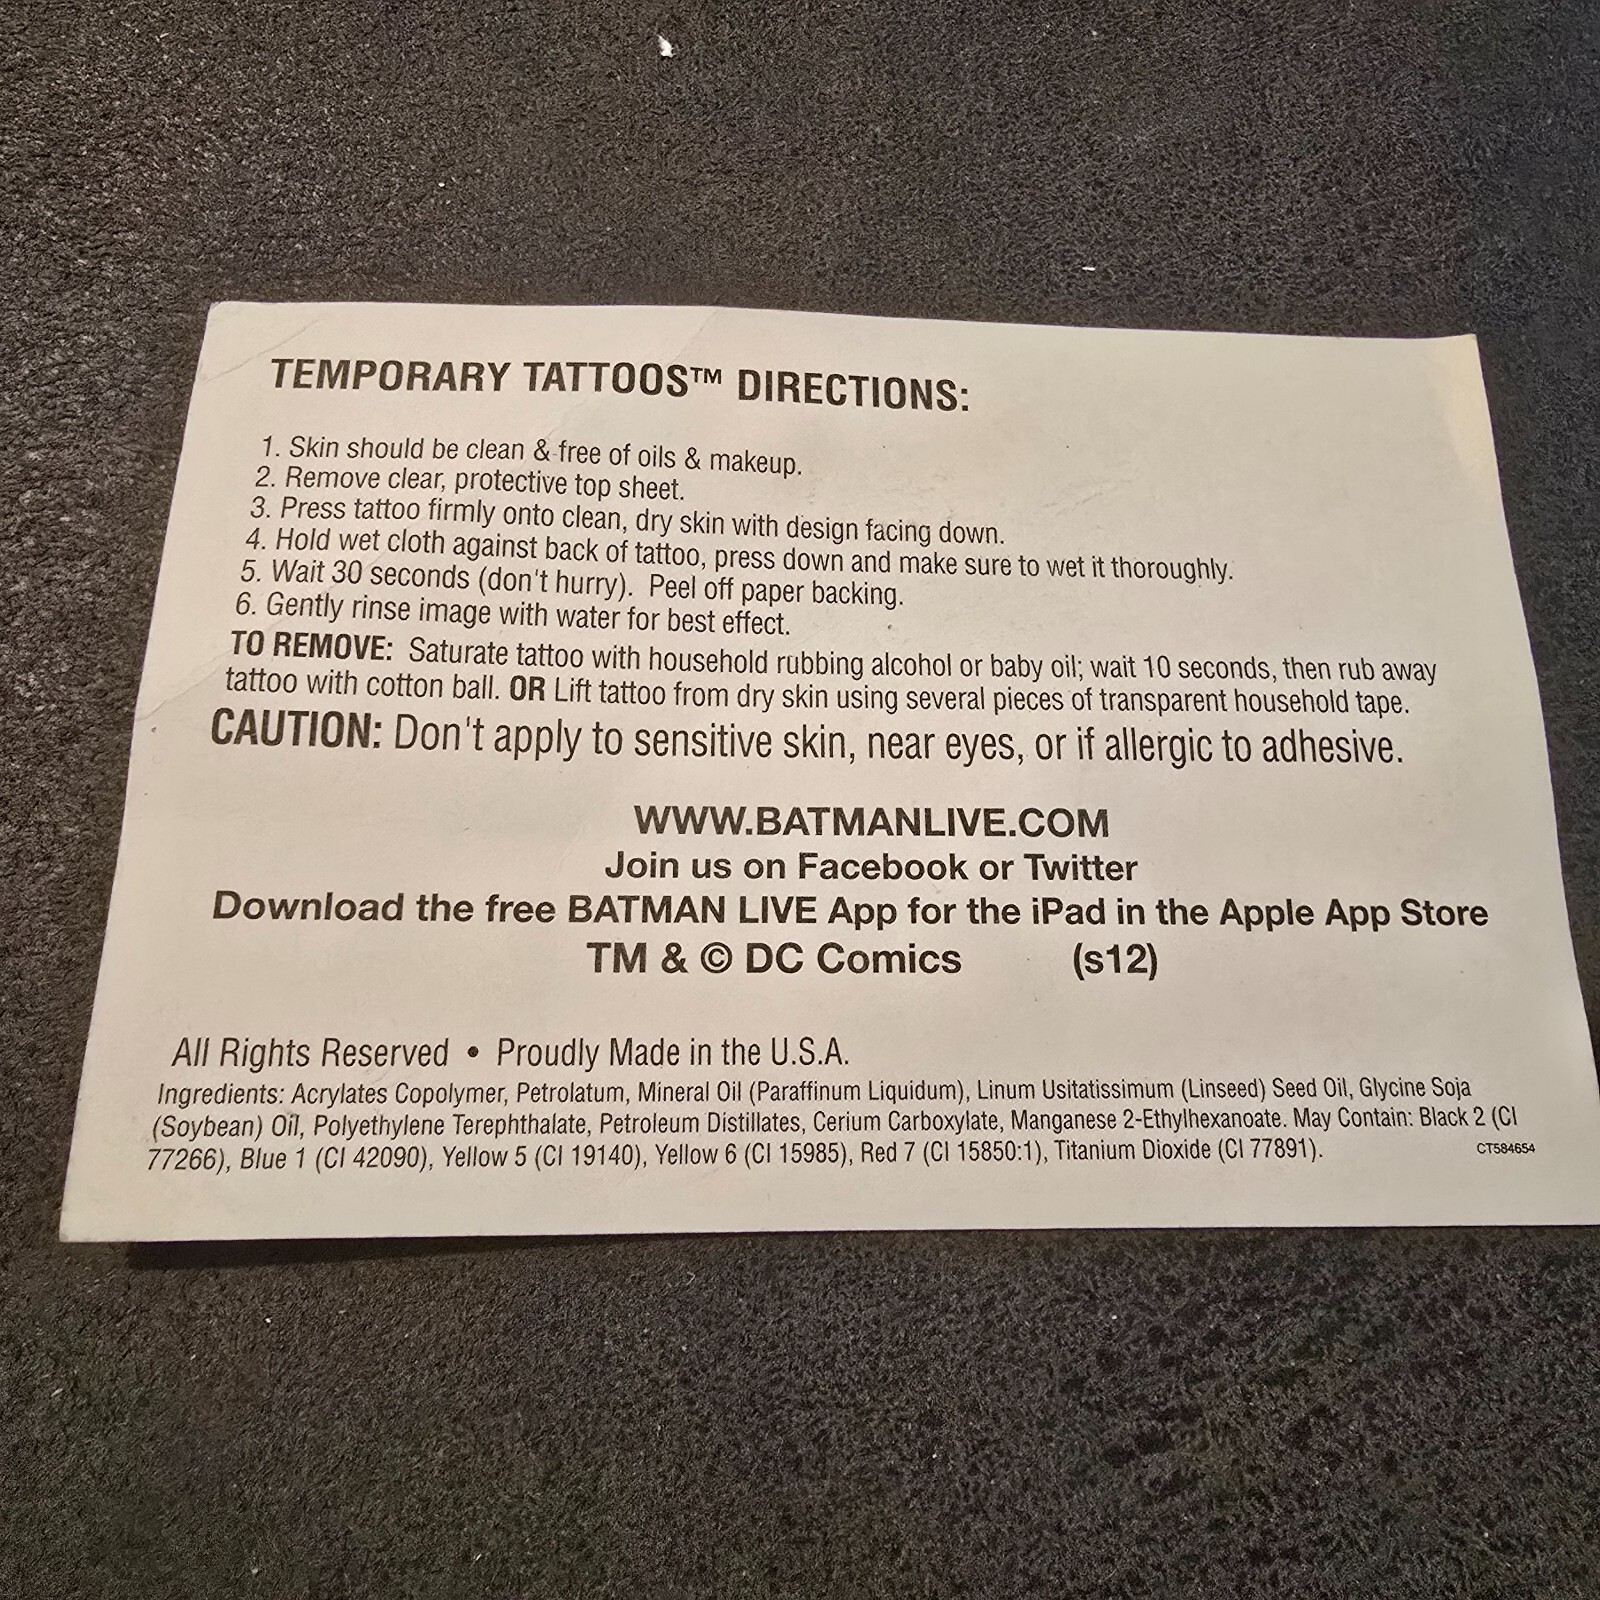 TEMPORARY TATTOOS™ DIRECTIONS:
1. Skin should be clean & free of oils & makeup.
2. Remove clear, protective top sheet.
3. Press tattoo firmly onto clean, dry skin with design facing down.
4. Hold wet cloth against back of tattoo, press down and make sure to wet it thoroughly.
5. Wait 30 seconds (don't hurry). Peel off paper backing.
6. Gently rinse image with water for best effect.
TO REMOVE: Saturate tattoo with household rubbing alcohol or baby oil; wait 10 seconds, then rub away
tattoo with cotton ball. OR Lift tattoo from dry skin using several pieces of transparent household tape.
CAUTION: Don't apply to sensitive skin, near eyes, or if allergic to adhesive.
WWW.BATMANLIVE.COM
Join us on Facebook or Twitter
Download the free BATMAN LIVE App for the iPad in the Apple App Store
TM & © DC Comics (s12)
All Rights Reserved • Proudly Made in the U.S.A.
Ingredients: Acrylates Copolymer, Petrolatum, Mineral Oil (Paraffinum Liquidum), Linum Usitatissimum (Linseed) Seed Oil, Glycine Soja
(Soybean) Oil, Polyethylene Terephthalate, Petroleum Distillates, Cerium Carboxylate, Manganese 2-Ethylhexanoate. May Contain: Black 2 (CI
77266), Blue 1 (CI 42090), Yellow 5 (CI 19140), Yellow 6 (CI 15985), Red 7 (CI 15850:1), Titanium Dioxide (CI 77891). CT584654